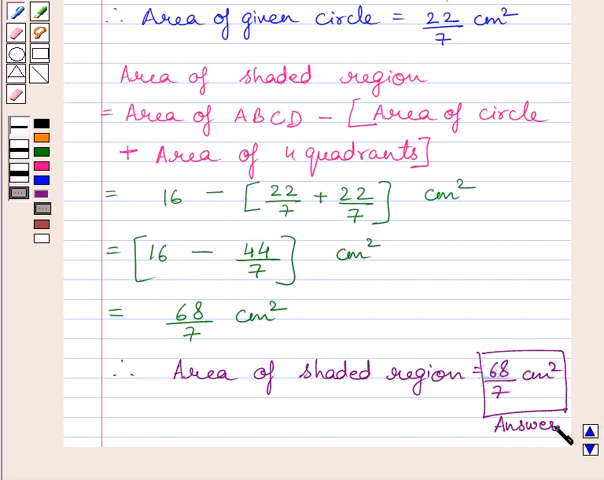 ∴ Area of given circle = 22/7 cm²
Area of shaded region
= Area of ABCD - [Area of circle
+ Area of 4 quadrants]
= 16 - [22/7 + 22/7] cm²
= [16 - 44/7] cm²
= 68/7 cm²
∴ Area of shaded region = 68/7 cm²
Answer